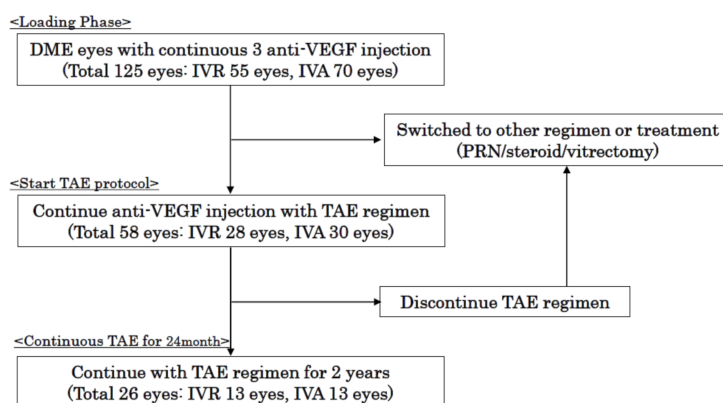 <Loading Phase>
DME eyes with continuous 3 anti-VEGF injection
(Total 125 eyes: IVR 55 eyes, IVA 70 eyes)
Switched to other regimen or treatment
(PRN/steroid/vitrectomy)
<Start TAE protocol>
Continue anti-VEGF injection with TAE regimen
(Total 58 eyes: IVR 28 eyes, IVA 30 eyes)
Discontinue TAE regimen
<Continuous TAE for 24month>
Continue with TAE regimen for 2 years
(Total 26 eyes: IVR 13 eyes, IVA 13 eyes)